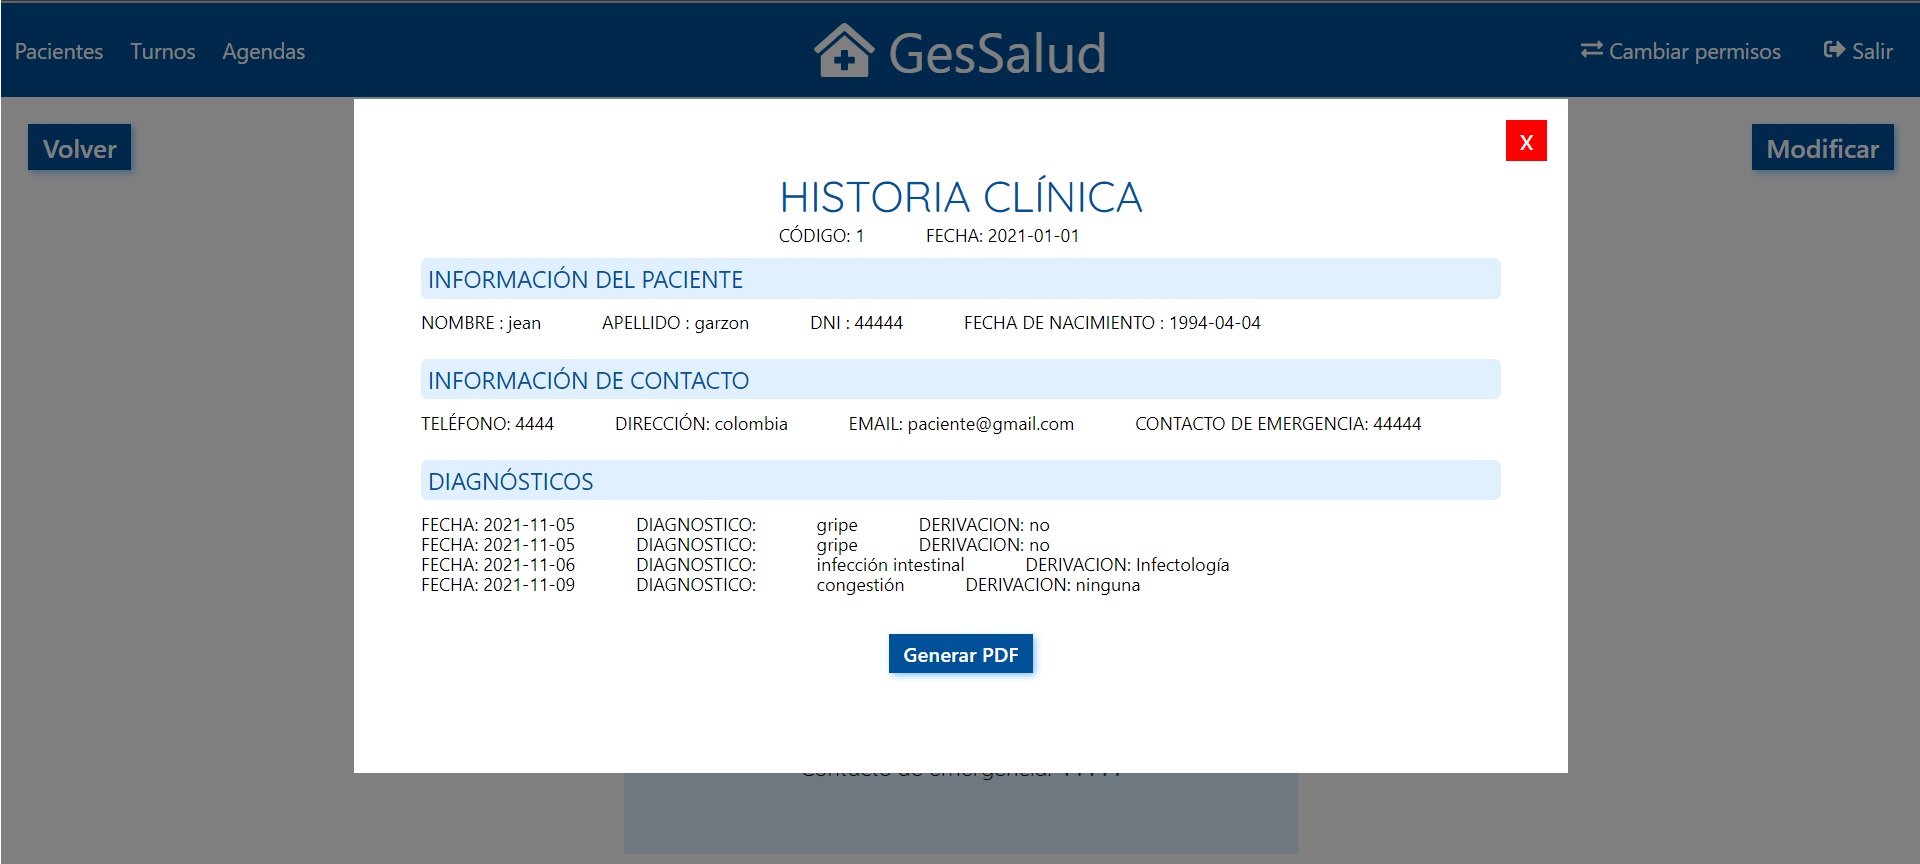 Pacientes Turnos Agendas GesSalud Cambiar permisos Salir
Volver X Modificar
HISTORIA CLÍNICA
CÓDIGO: 1 FECHA: 2021-01-01
INFORMACIÓN DEL PACIENTE
NOMBRE : jean APELLIDO : garzon DNI : 44444 FECHA DE NACIMIENTO : 1994-04-04
INFORMACIÓN DE CONTACTO
TELÉFONO: 4444 DIRECCIÓN: colombia EMAIL: paciente@gmail.com CONTACTO DE EMERGENCIA: 44444
DIAGNÓSTICOS
FECHA: 2021-11-05 DIAGNOSTICO: gripe DERIVACION: no
FECHA: 2021-11-05 DIAGNOSTICO: gripe DERIVACION: no
FECHA: 2021-11-06 DIAGNOSTICO: infección intestinal DERIVACION: Infectología
FECHA: 2021-11-09 DIAGNOSTICO: congestión DERIVACION: ninguna
Generar PDF
Contacto de emergencia: